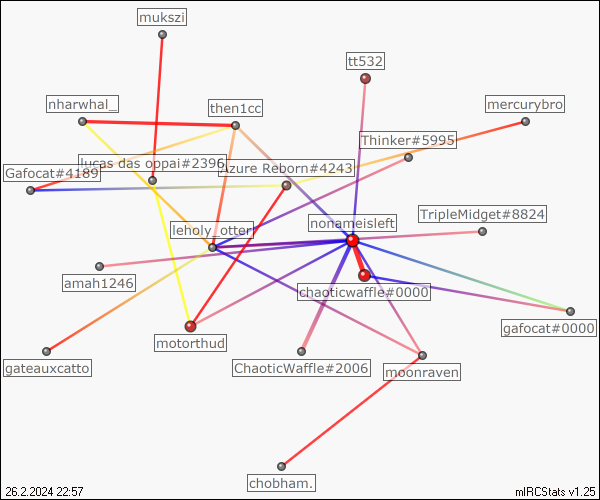 mukszi
tt532
nharwhal_
then1cc
mercurybro
Thinker#5995
lucas das oppai#2396
Gafocat#4189
Azure Reborn#4243
TripleMidget#8824
nonameisleft
leholy_otter
amah1246
chaoticwaffle#0000
gafocat#0000
motorthud
gateauxcatto
ChaoticWaffle#2006
moonraven
chobham.
26.2.2024 22:57
mIRCStats v1.25